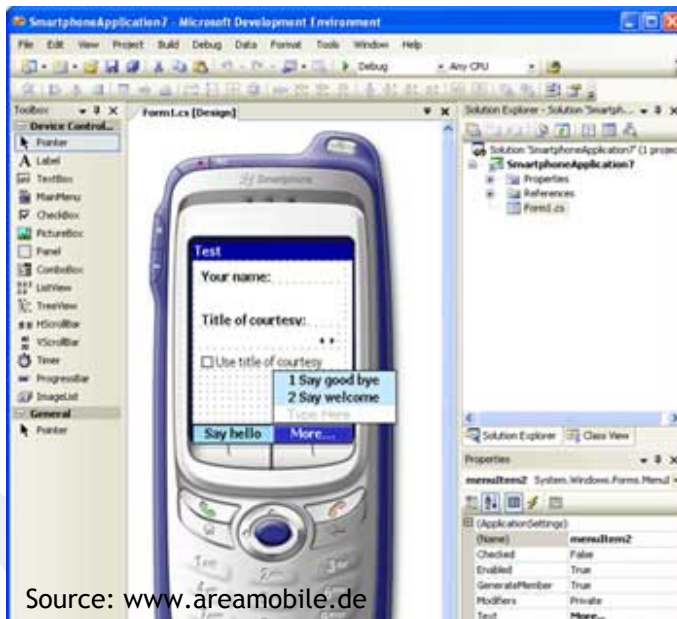 SmartphoneApplication7 - Microsoft Development Environment
File Edit View Project Build Debug Data Format Tools Window Help
Debug
Any CPU
Toolbox
Device Control...
Pointer
Label
TextBox
MainMenu
CheckBox
PictureBox
Panel
ComboBox
ListView
TreeView
HScrollBar
VScrollBar
Timer
ProgressBar
ImageList
General
Pointer
Form1.cs [Design]
Smartphone
Test
Your name:
Title of courtesy:
Use title of courtesy
1 Say good bye
2 Say welcome
Type Here
Say hello More...
Solution Explorer - Solution 'Smartph...
Solution 'SmartphoneApplication7' (1 projec
SmartphoneApplication7
Properties
References
Form1.cs
Solution Explorer Class View
Properties
menuItem2 System.Windows.Forms.MenuI
(ApplicationSettings)
(Name) menuItem2
Checked False
Enabled True
GenerateMember True
Modifiers Private
Text More...
Source: www.areamobile.de